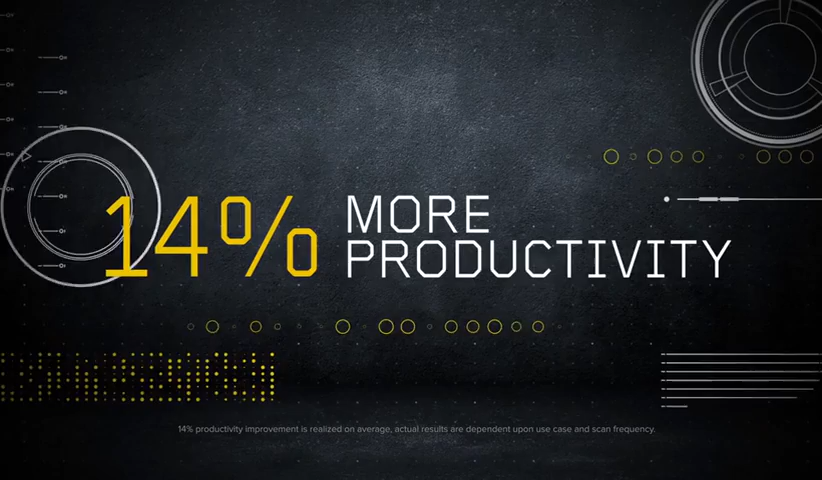 14% MORE
PRODUCTIVITY
14% productivity improvement is realized on average, actual results are dependent upon use case and scan frequency.